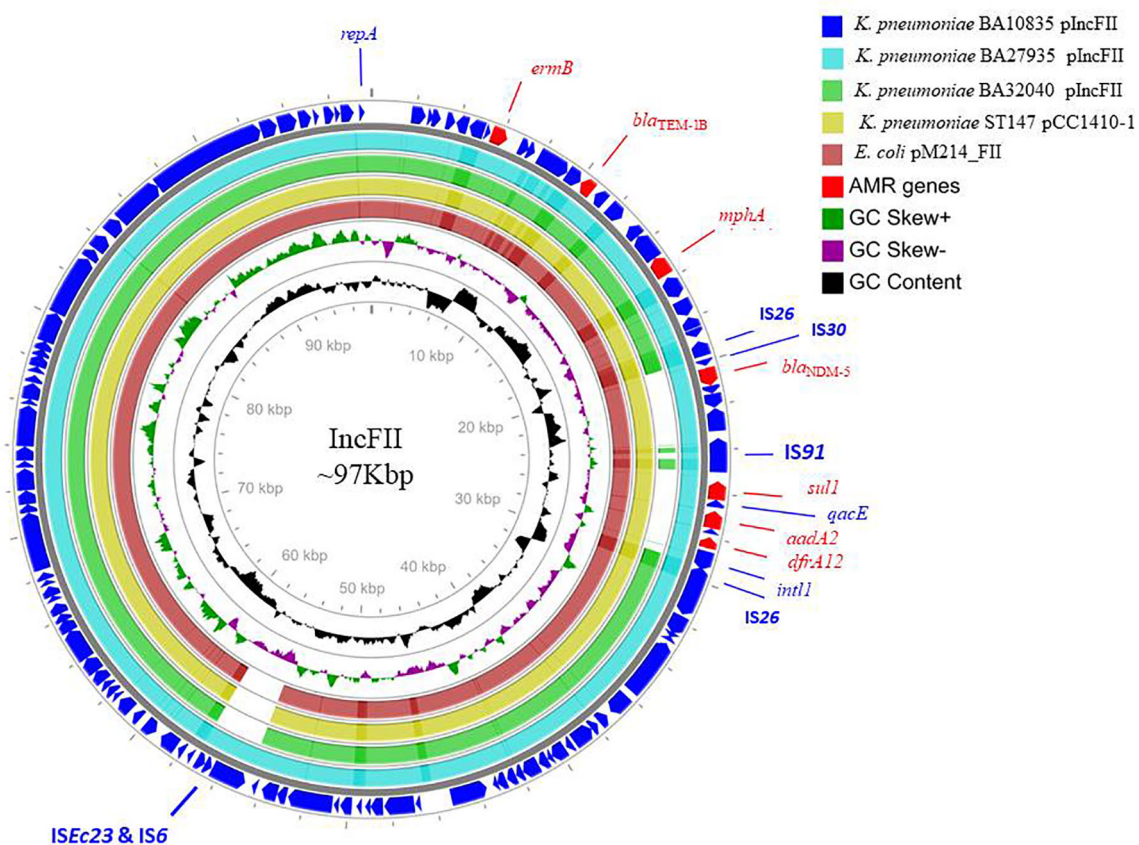 repA
ermB
blaTEM-1B
mphA
IS26
IS30
blaNDM-5
IS91
sul1
qacE
aadA2
dfrA12
intl1
IS26
ISEc23 & IS6
IncFII
~97Kbp
10 kbp
20 kbp
30 kbp
40 kbp
50 kbp
60 kbp
70 kbp
80 kbp
90 kbp
K. pneumoniae BA10835 pIncFII
K. pneumoniae BA27935 pIncFII
K. pneumoniae BA32040 pIncFII
K. pneumoniae ST147 pCC1410-1
E. coli pM214_FII
AMR genes
GC Skew+
GC Skew-
GC Content